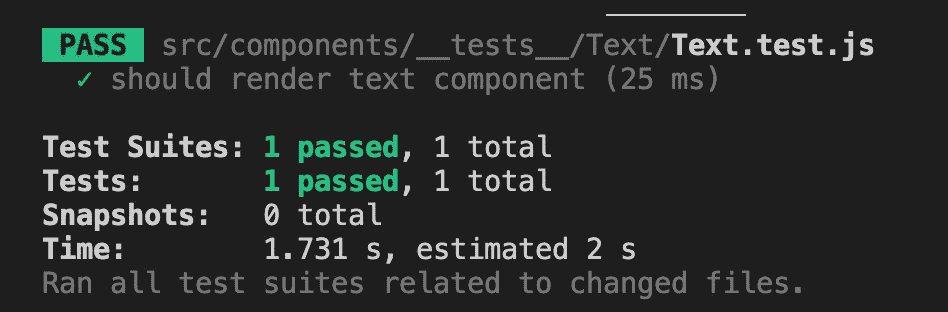 PASS src/components/__tests__/Text/Text.test.js
✓ should render text component (25 ms)
Test Suites: 1 passed, 1 total
Tests: 1 passed, 1 total
Snapshots: 0 total
Time: 1.731 s, estimated 2 s
Ran all test suites related to changed files.